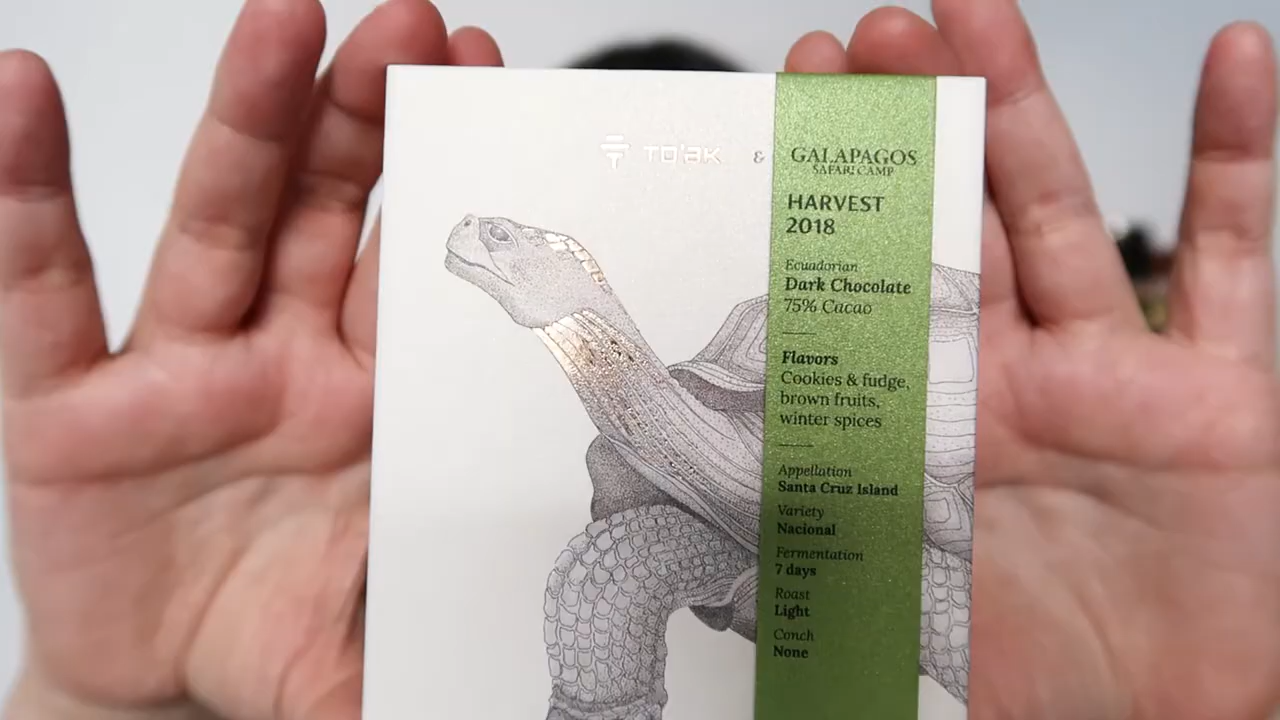 TO'AK & GALAPAGOS
SAFARI CAMP
HARVEST
2018
Ecuadorian
Dark Chocolate
75% Cacao
Flavors
Cookies & fudge,
brown fruits,
winter spices
Appellation
Santa Cruz Island
Variety
Nacional
Fermentation
7 days
Roast
Light
Conch
None